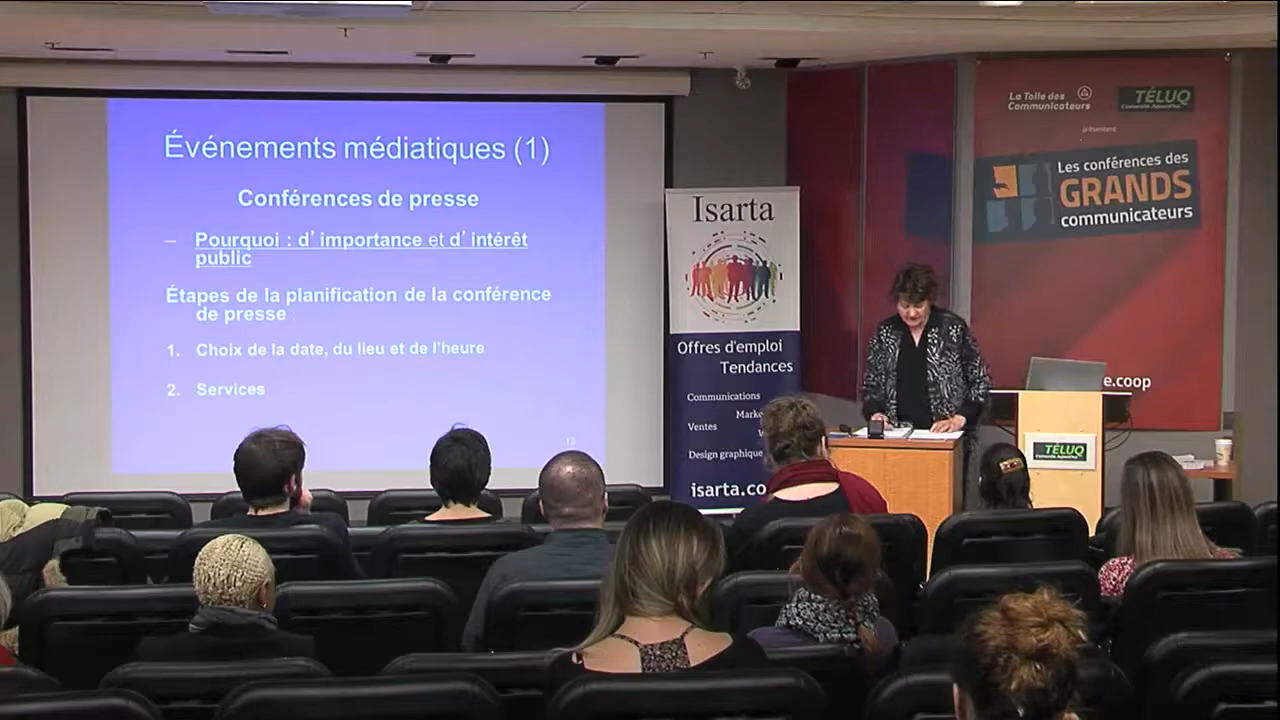 Événements médiatiques (1)
Conférences de presse
– Pourquoi : d’ importance et d’ intérêt
public
Étapes de la planification de la conférence
de presse :
1. Choix de la date, du lieu et de l’heure
2. Services
13
Isarta
Offres d'emploi
Tendances
Communications
Ventes
Design graphique
isarta.co
La Toile des
Communicateurs
TÉLUQ
présentent
Les conférences des
GRANDS
communicateurs
e.coop
TÉLUQ